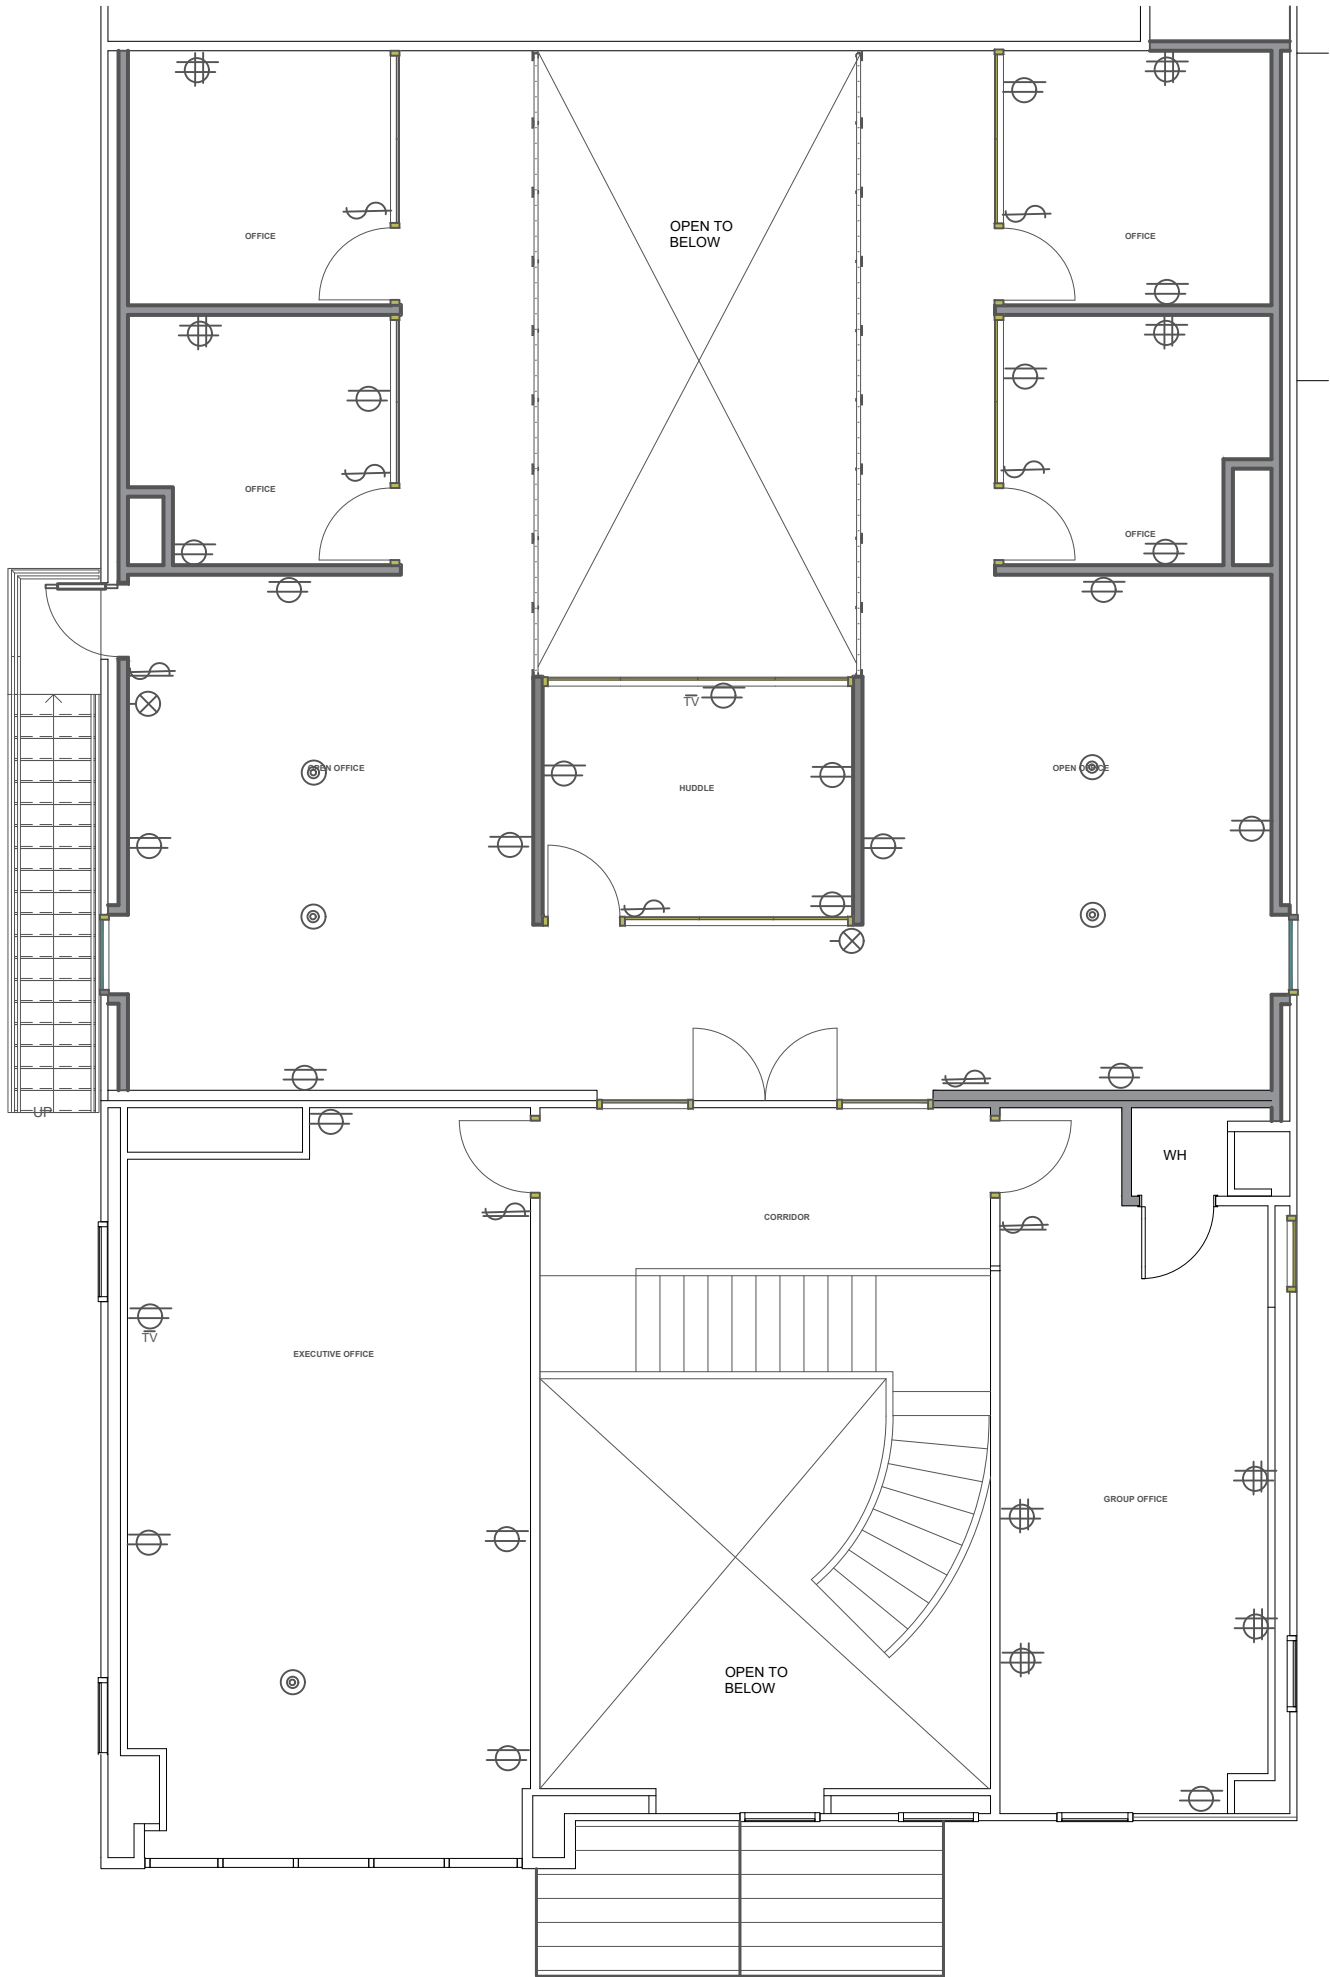 OPEN TO
BELOW
OFFICE
OFFICE
OFFICE
OFFICE
TV
OPEN OFFICE
OPEN OFFICE
HUDDLE
UP
WH
CORRIDOR
TV
EXECUTIVE OFFICE
GROUP OFFICE
OPEN TO
BELOW